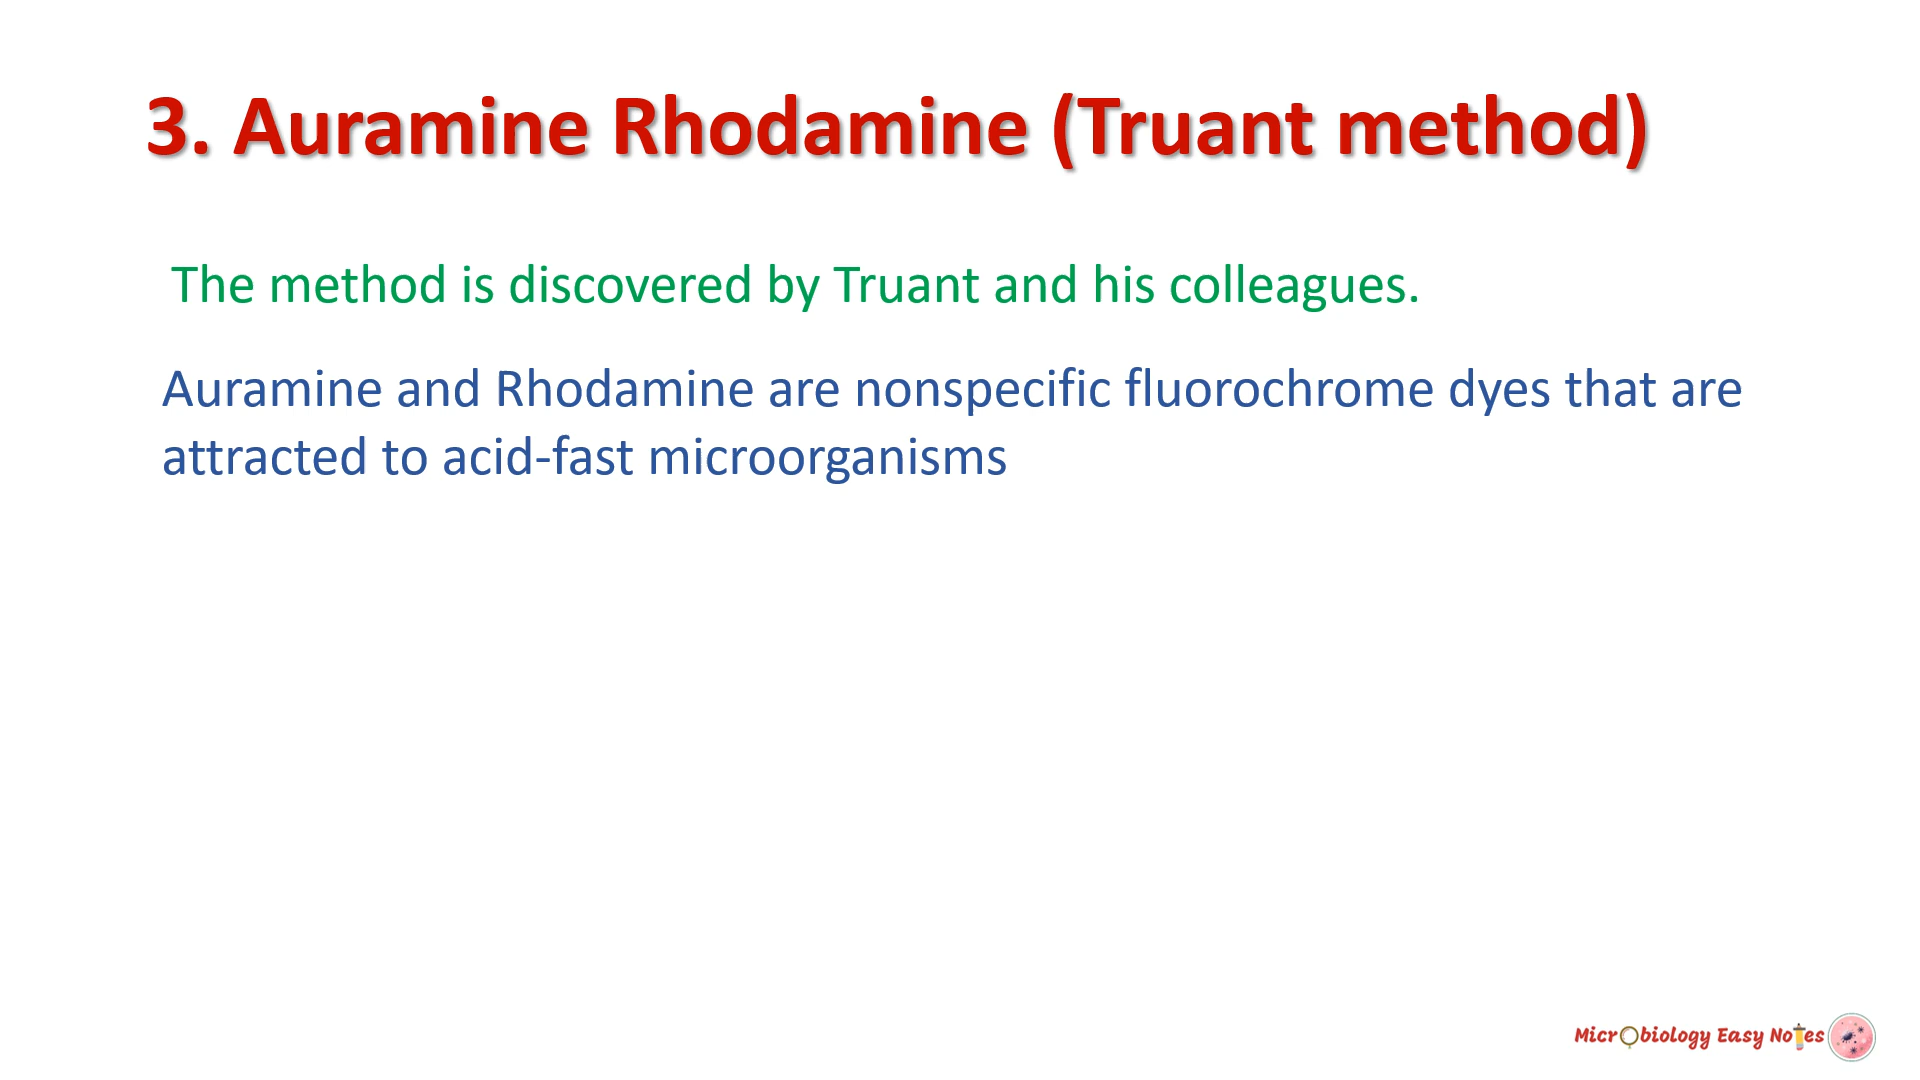 3. Auramine Rhodamine (Truant method)
The method is discovered by Truant and his colleagues.
Auramine and Rhodamine are nonspecific fluorochrome dyes that are
attracted to acid-fast microorganisms
Microbiology Easy Notes